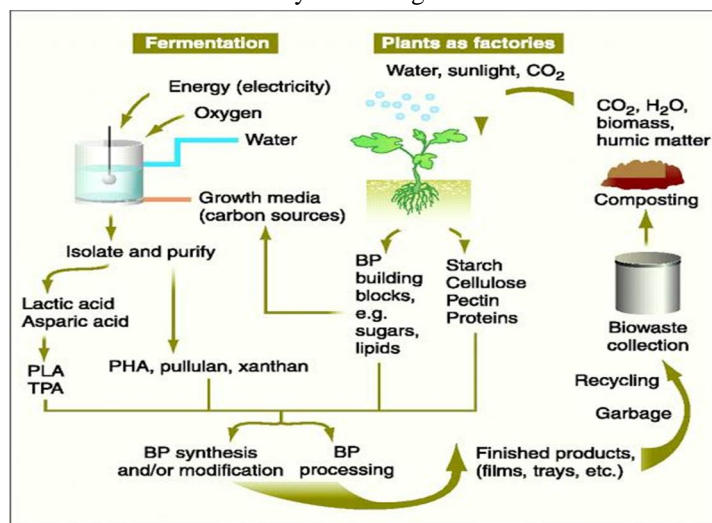 Fermentation
Plants as factories
Energy (electricity)
Oxygen
Water
Growth media
(carbon sources)
Isolate and purify
Lactic acid
Asparic acid
PLA
TPA
PHA, pullulan, xanthan
Water, sunlight, CO₂
BP
building
blocks,
e.g.
sugars,
lipids
Starch
Cellulose
Pectin
Proteins
CO₂, H₂O,
biomass,
humic matter
Composting
Biowaste
collection
Recycling
Garbage
BP synthesis
and/or modification
BP
processing
Finished products,
(films, trays, etc.)